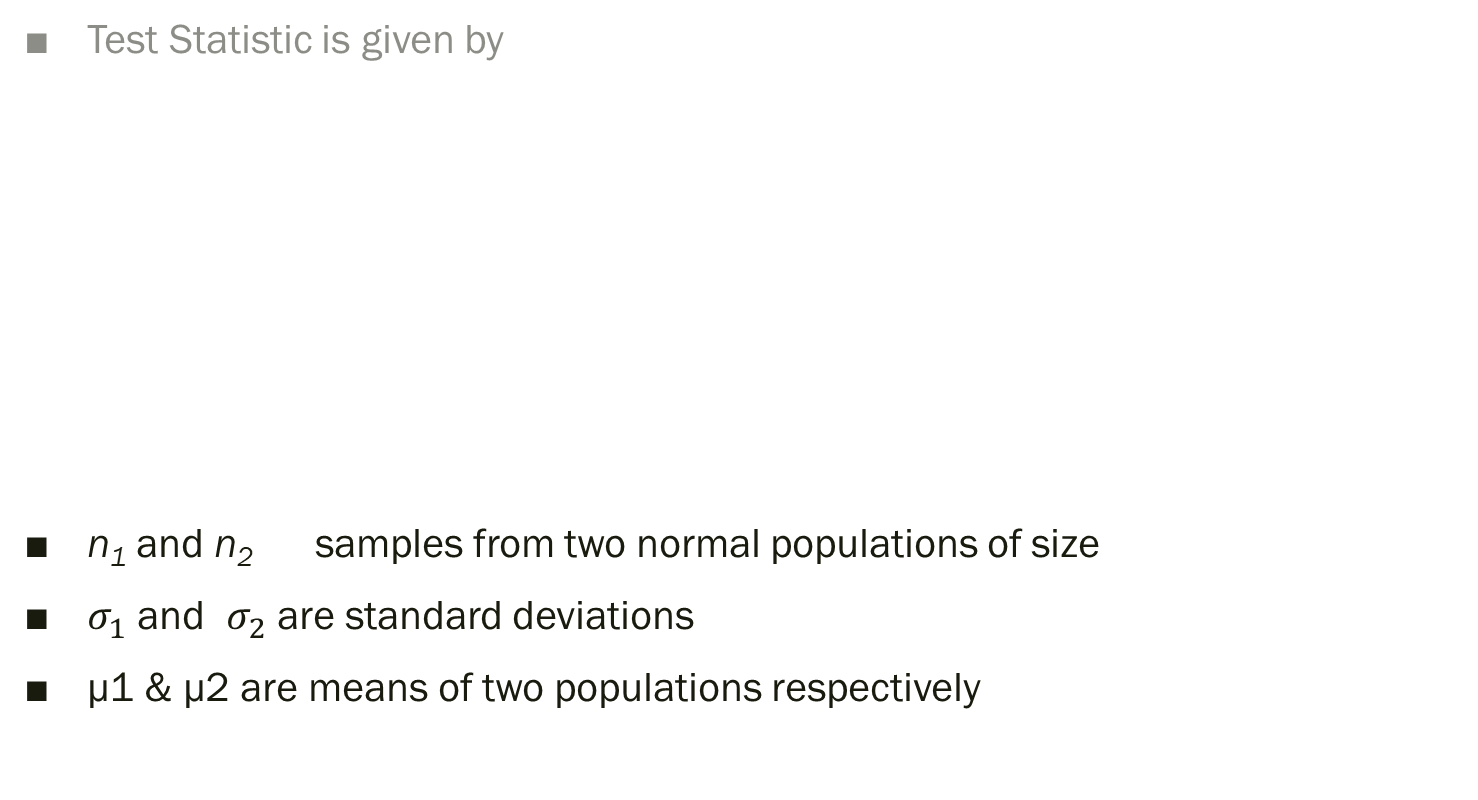 ■ Test Statistic is given by
■ n₁ and n₂ samples from two normal populations of size
■ 𝜎₁ and 𝜎₂ are standard deviations
■ μ1 & μ2 are means of two populations respectively